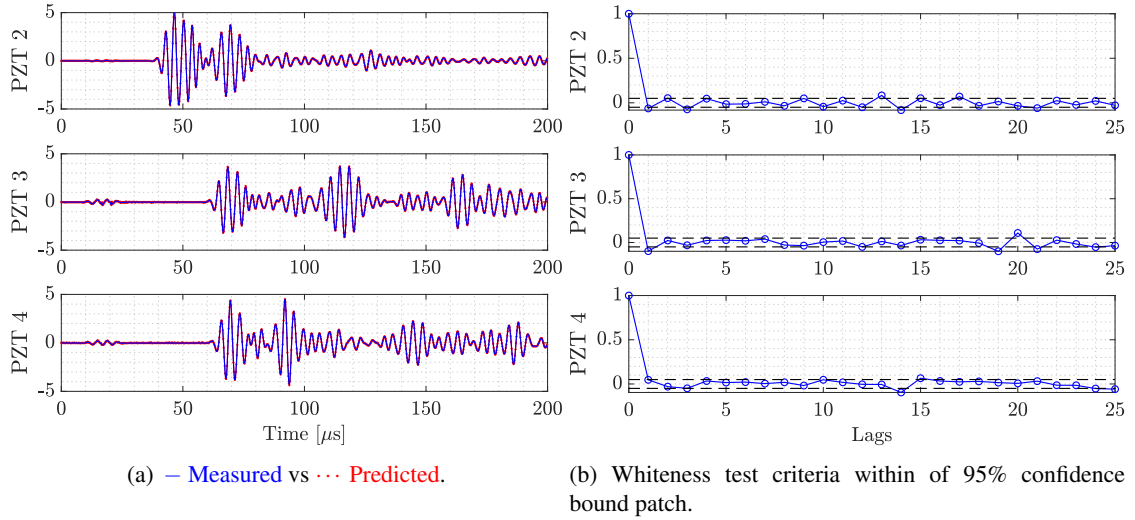 PZT 2
5
0
-5
0 50 100 150 200
PZT 3
5
0
-5
0 50 100 150 200
PZT 4
5
0
-5
0 50 100 150 200
Time [μs]
(a) – Measured vs ··· Predicted.
PZT 2
1
0.5
0
0 5 10 15 20 25
PZT 3
1
0.5
0
0 5 10 15 20 25
PZT 4
1
0.5
0
0 5 10 15 20 25
Lags
(b) Whiteness test criteria within of 95% confidence
bound patch.